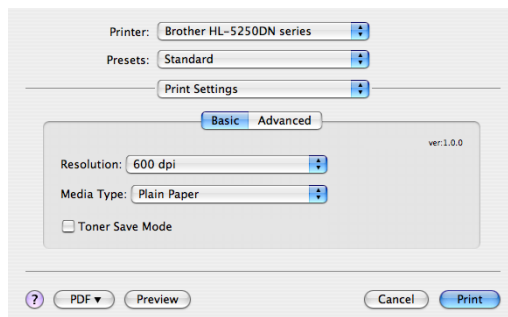 Printer: Brother HL-5250DN series
Presets: Standard
Print Settings
Basic Advanced
ver:1.0.0
Resolution: 600 dpi
Media Type: Plain Paper
Toner Save Mode
? PDF ▼ Preview Cancel Print